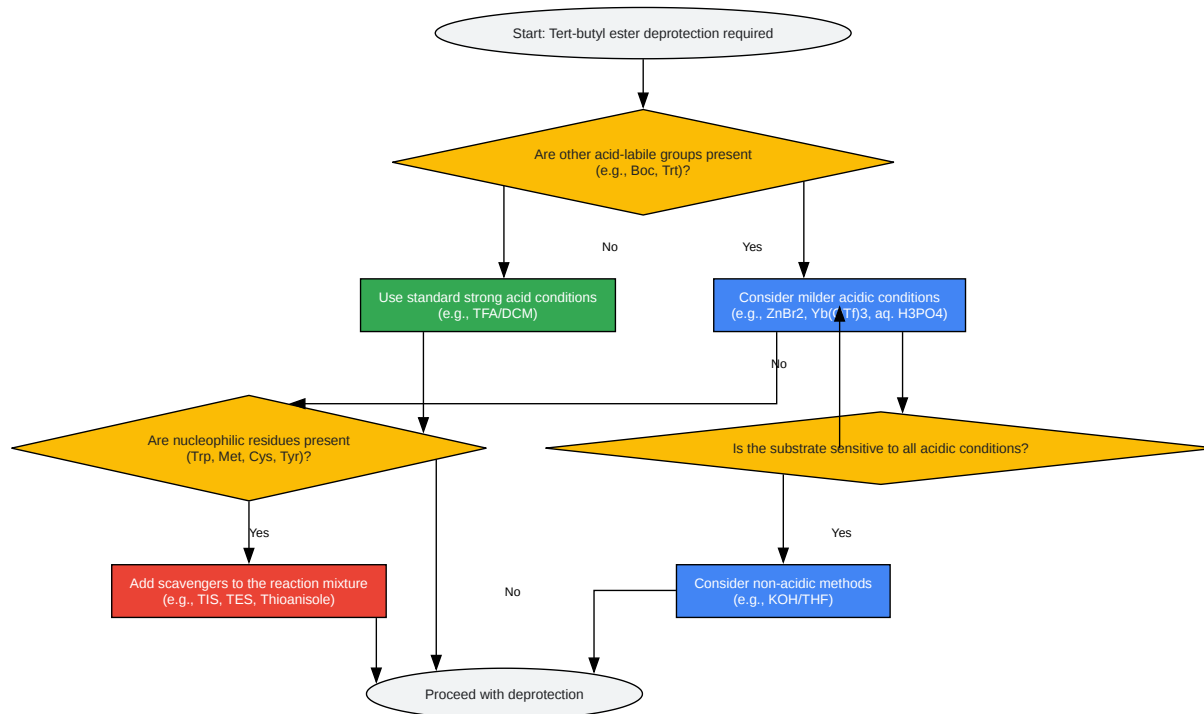 Start: Tert-butyl ester deprotection required
Are other acid-labile groups present
(e.g., Boc, Trt)?
No
Yes
Use standard strong acid conditions
(e.g., TFA/DCM)
Consider milder acidic conditions
(e.g., ZnBr2, Yb(OTf)3, aq. H3PO4)
No
Are nucleophilic residues present
(Trp, Met, Cys, Tyr)?
Is the substrate sensitive to all acidic conditions?
Yes
Yes
Add scavengers to the reaction mixture
(e.g., TIS, TES, Thioanisole)
Consider non-acidic methods
(e.g., KOH/THF)
No
Proceed with deprotection